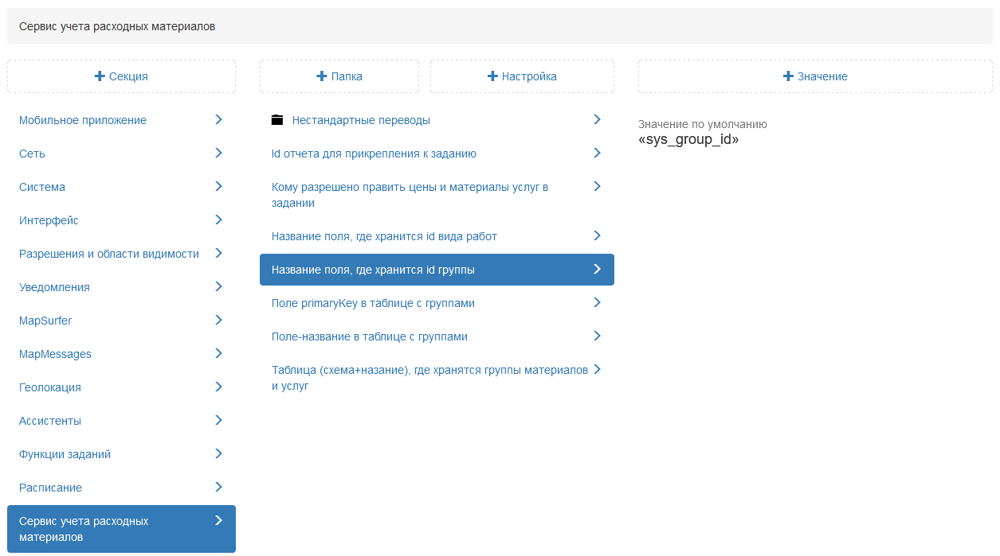 Сервис учета расходных материалов
Секция
Папка
Настройка
Значение
Мобильное приложение
Сеть
Система
Интерфейс
Разрешения и области видимости
Уведомления
MapSurfer
MapMessages
Геолокация
Ассистенты
Функции заданий
Расписание
Сервис учета расходных
материалов
Нестандартные переводы
Id отчета для прикрепления к заданию
Кому разрешено править цены и материалы услуг в
задании
Название поля, где хранится id вида работ
Название поля, где хранится id группы
Поле primaryKey в таблице с группами
Поле-название в таблице с группами
Таблица (схема+назание), где хранятся группы материалов
и услуг
Значение по умолчанию
«sys_group_id»